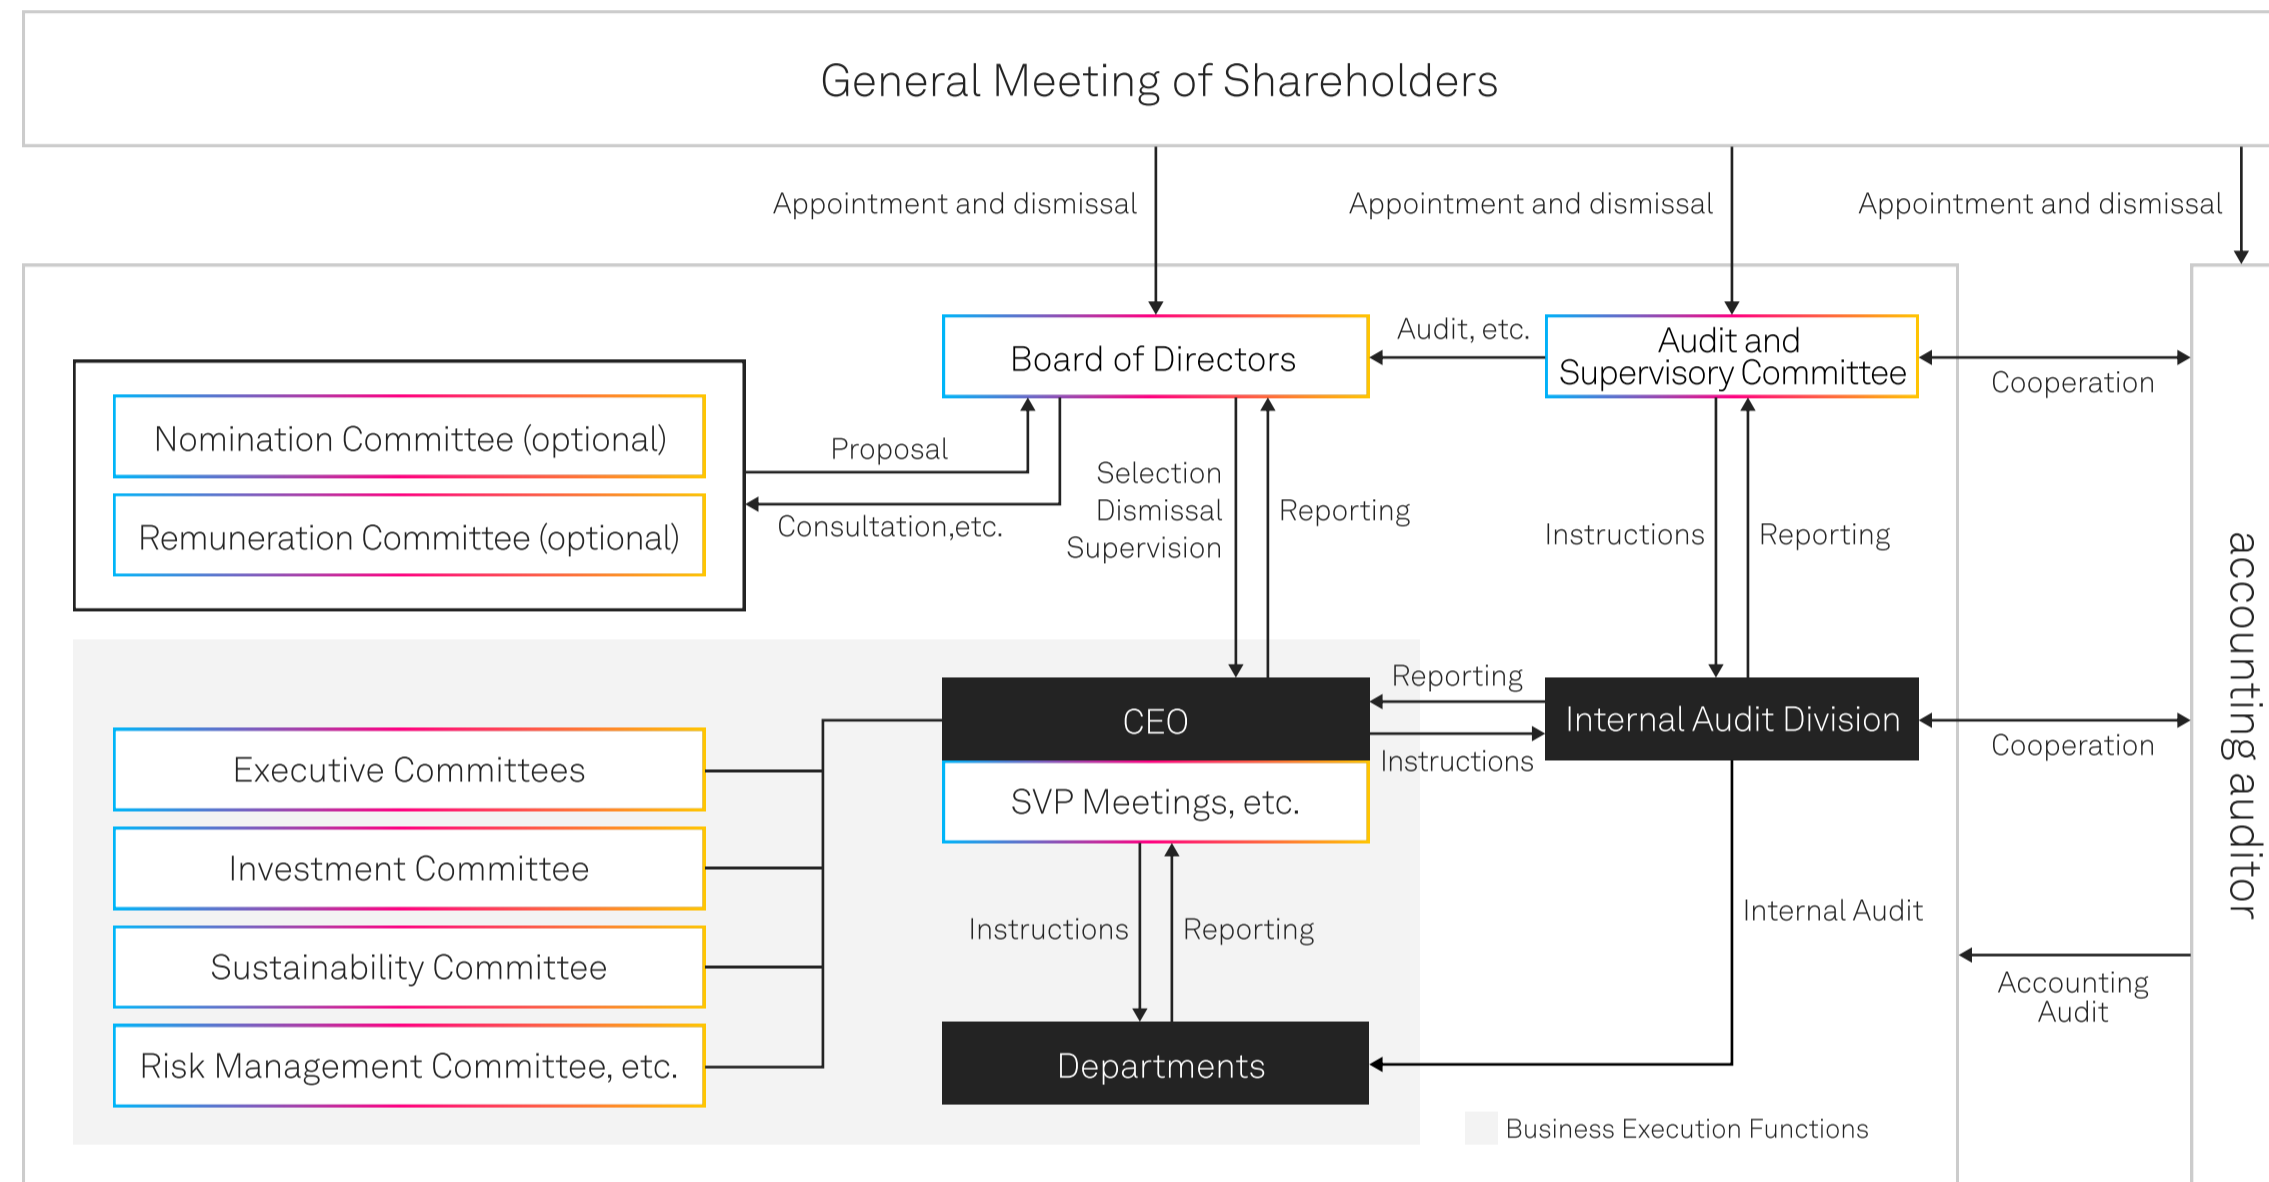 General Meeting of Shareholders
Appointment and dismissal
Appointment and dismissal
Appointment and dismissal
Board of Directors
Audit, etc.
Audit and
Supervisory Committee
Cooperation
Nomination Committee (optional)
Remuneration Committee (optional)
Proposal
Consultation,etc.
Selection
Dismissal
Supervision
Reporting
Instructions
Reporting
accounting auditor
CEO
Reporting
Instructions
Internal Audit Division
Cooperation
SVP Meetings, etc.
Executive Committees
Investment Committee
Sustainability Committee
Risk Management Committee, etc.
Instructions
Reporting
Internal Audit
Accounting
Audit
Departments
Business Execution Functions